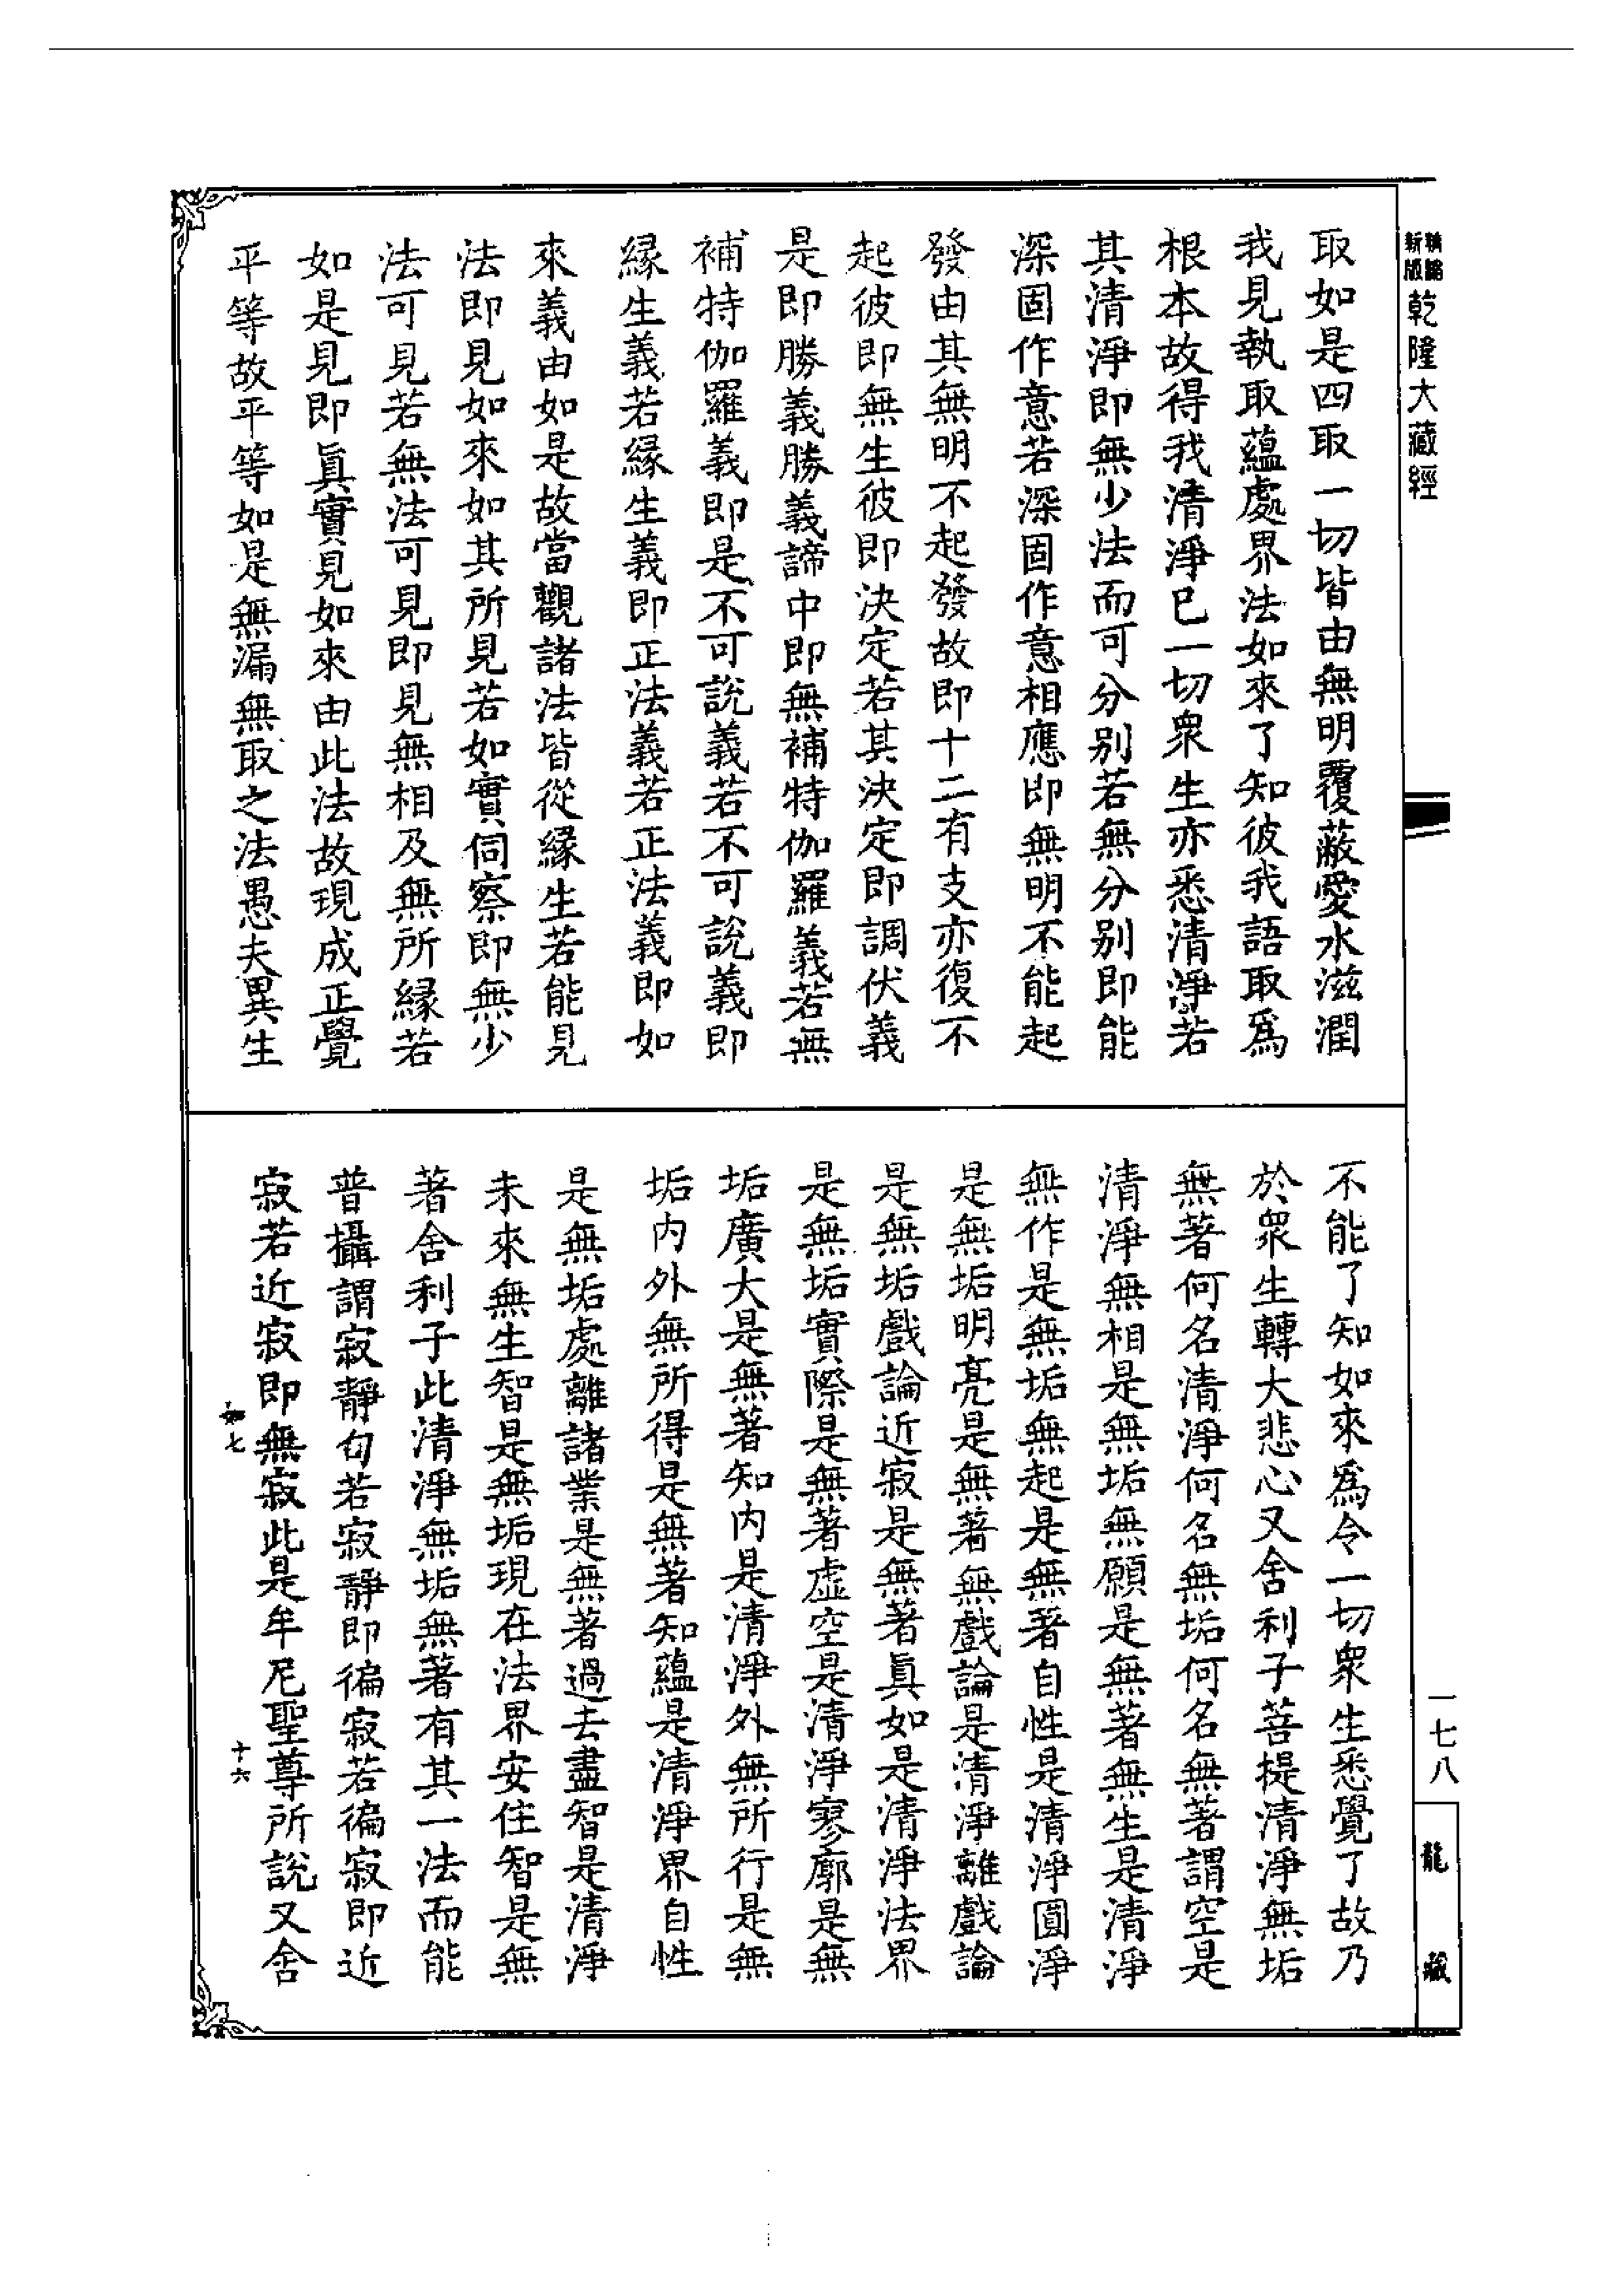 新版精縮乾隆大藏經
取如是四取一切皆由無明覆蔽愛水滋潤
我見執取蘊處界法如來了知彼我語取爲
根本故得我清淨已一切衆生亦悉清淨若
其清淨即無少法而可分別若無分別即能
深固作意若深固作意相應即無明不能起
發由其無明不起發故即十二有支亦復不
起彼即無生彼即決定若其決定即調伏義
是即勝義勝義諦中即無補特伽羅義若無
補特伽羅義即是不可說義若不可說義即
緣生義若緣生義即正法義若正法義即如
來義由如是故當觀諸法皆從緣生若能見
法即見如來如其所見若如實伺察即無少
法可見若無法可見即見無相及無所緣若
如是見即眞實見如來由此法故現成正覺
平等故平等如是無漏無取之法愚夫異生
不能了知如來爲令一切衆生悉覺了故乃
於衆生轉大悲心又舍利子菩提清淨無垢
無著何名清淨何名無垢何名無著謂空是
清淨無相是無垢無願是無著無生是清淨
無作是無垢無起是無著自性是清淨圓淨
是無垢明亮是無著無戲論是清淨離戲論
是無垢戲論近寂是無著眞如是清淨法界
是無垢實際是無著虛空是清淨寥廓是無
垢廣大是無著知內是清淨外無所行是無
垢內外無所得是無著知蘊是清淨界自性
是無垢處離諸業是無著過去盡智是清淨
未來無生智是無垢現在法界安住智是無
著舍利子此清淨無垢無著有其一法而能
普攝謂寂靜句若寂靜即徧寂若徧寂即近
寂若近寂即無寂此是牟尼聖尊所說又舍
七
十六
一七八
龍藏